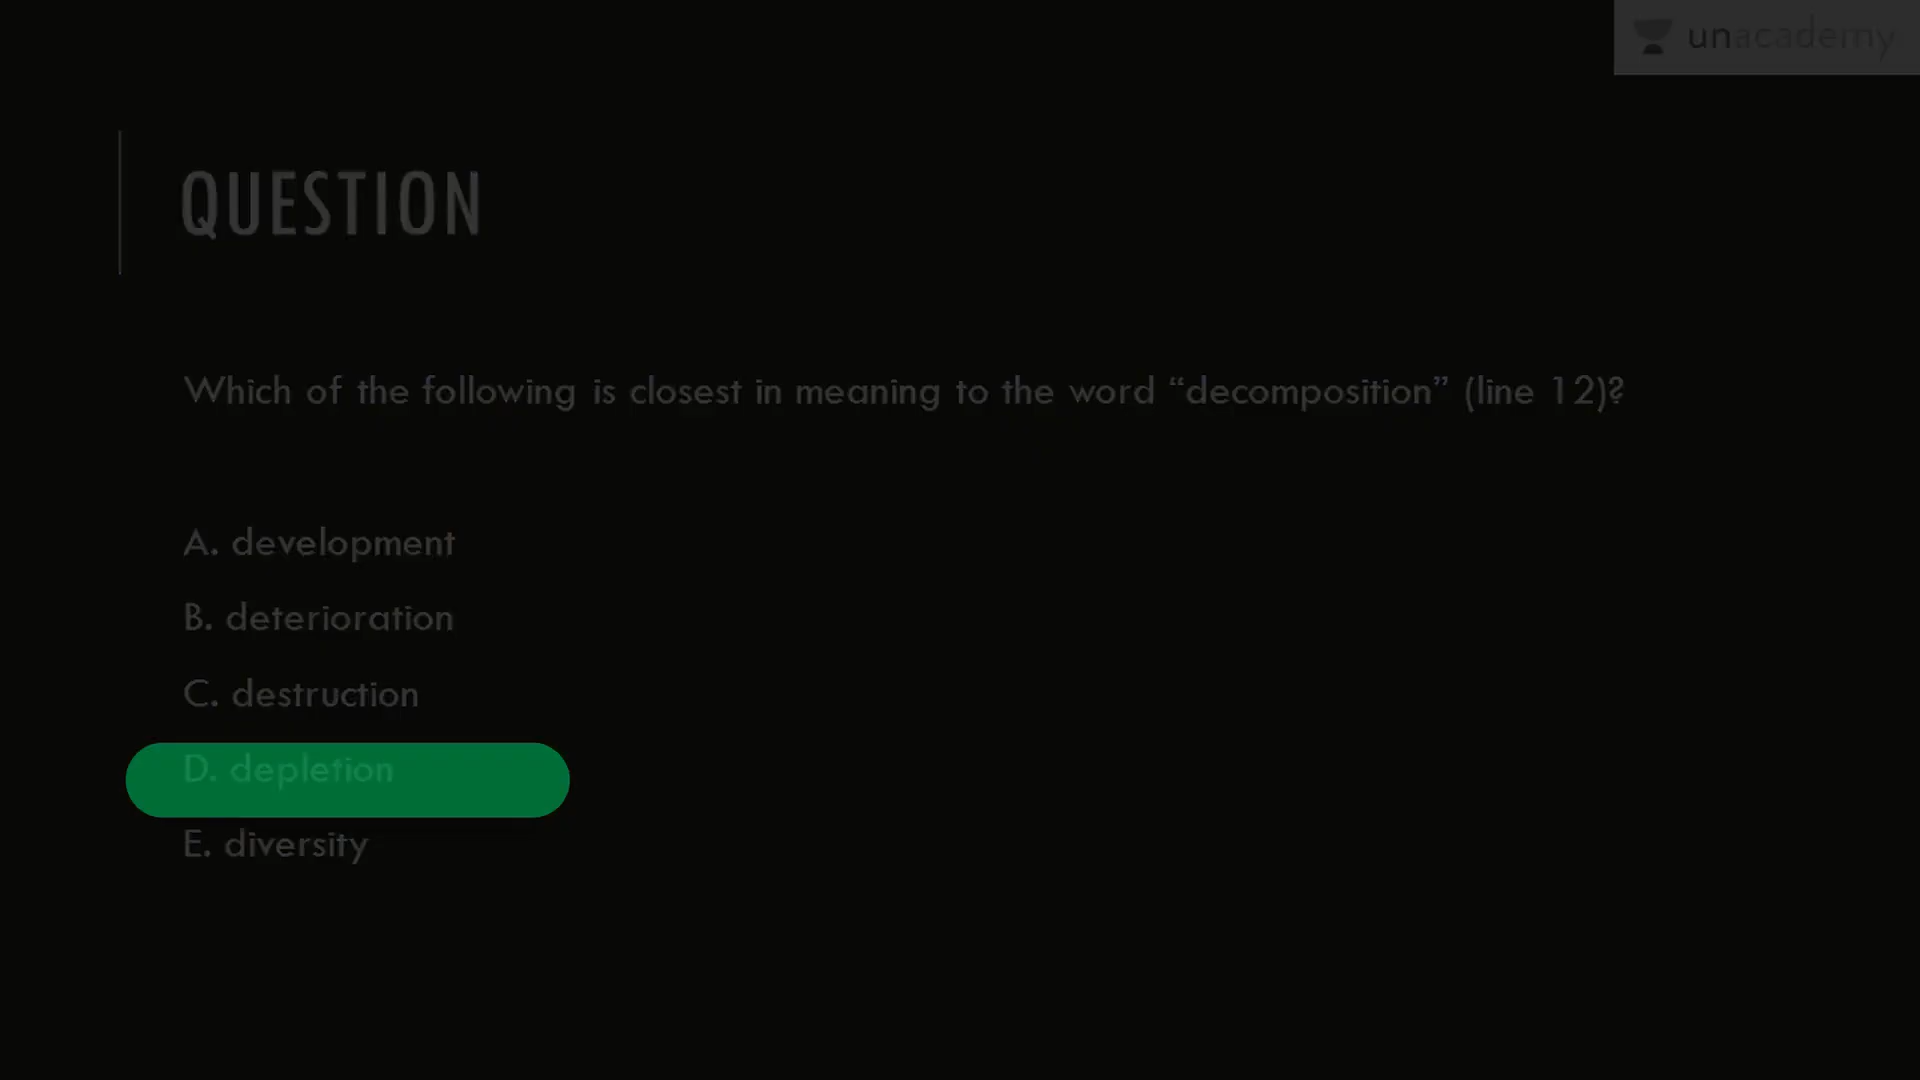 unacademy
QUESTION
Which of the following is closest in meaning to the word “decomposition” (line 12)?
A. development
B. deterioration
C. destruction
D. depletion
E. diversity